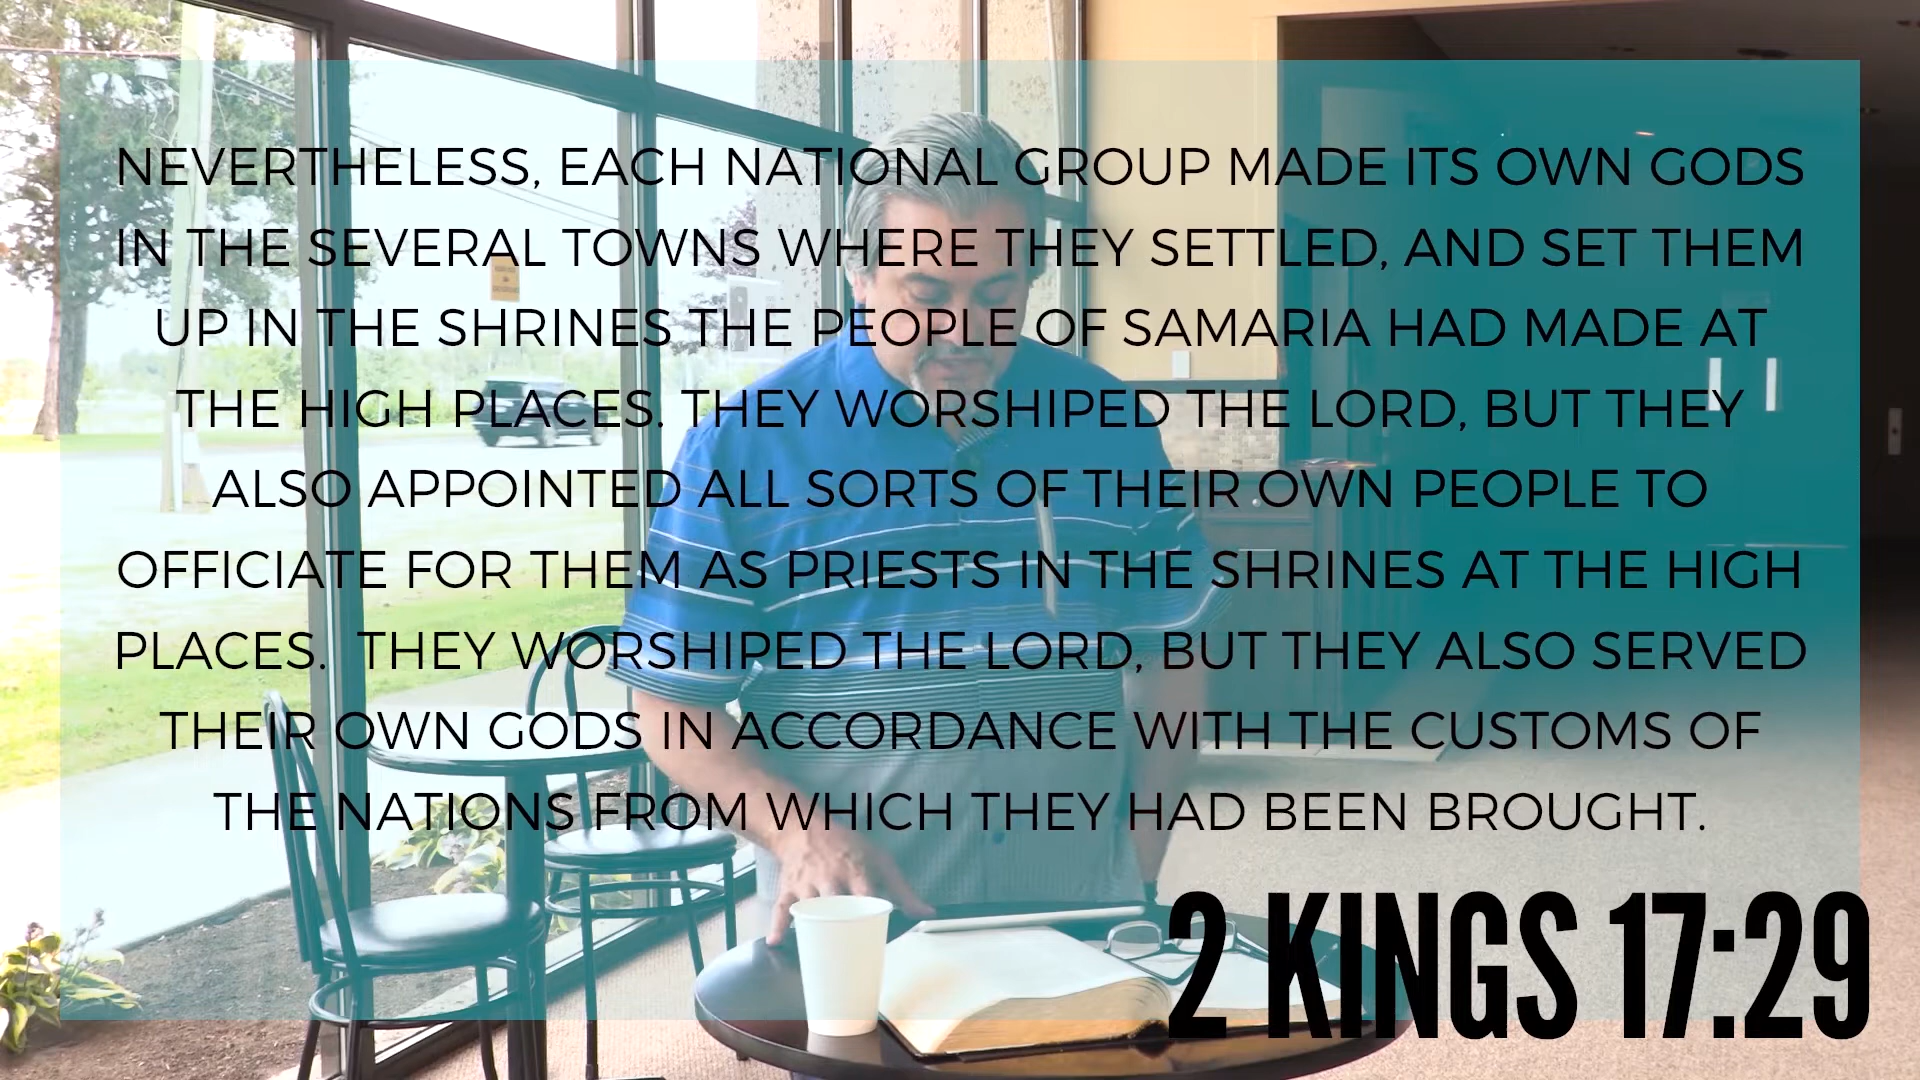 NEVERTHELESS, EACH NATIONAL GROUP MADE ITS OWN GODS
IN THE SEVERAL TOWNS WHERE THEY SETTLED, AND SET THEM
UP IN THE SHRINES THE PEOPLE OF SAMARIA HAD MADE AT
THE HIGH PLACES. THEY WORSHIPED THE LORD, BUT THEY
ALSO APPOINTED ALL SORTS OF THEIR OWN PEOPLE TO
OFFICIATE FOR THEM AS PRIESTS IN THE SHRINES AT THE HIGH
PLACES. THEY WORSHIPED THE LORD, BUT THEY ALSO SERVED
THEIR OWN GODS IN ACCORDANCE WITH THE CUSTOMS OF
THE NATIONS FROM WHICH THEY HAD BEEN BROUGHT.
2 KINGS 17:29